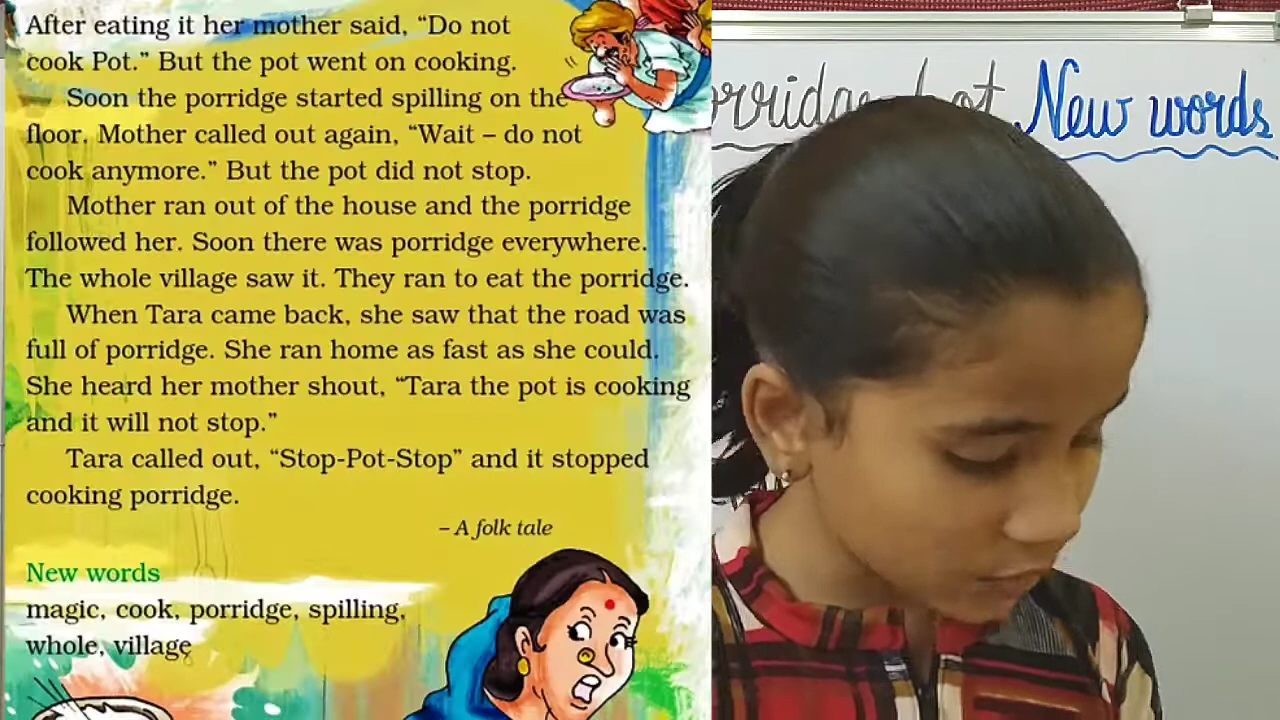 After eating it her mother said, “Do not
cook Pot.” But the pot went on cooking.
Soon the porridge started spilling on the
floor. Mother called out again, “Wait – do not
cook anymore.” But the pot did not stop.
Mother ran out of the house and the porridge
followed her. Soon there was porridge everywhere.
The whole village saw it. They ran to eat the porridge.
When Tara came back, she saw that the road was
full of porridge. She ran home as fast as she could.
She heard her mother shout, “Tara the pot is cooking
and it will not stop.”
Tara called out, “Stop-Pot-Stop” and it stopped
cooking porridge.
– A folk tale
New words
magic, cook, porridge, spilling,
whole, village
New words